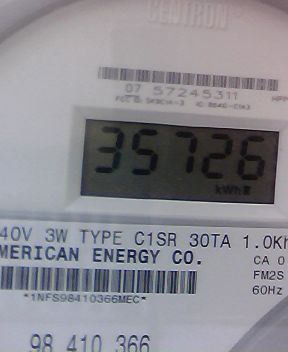 CENTRON®
07 57245311
35726
kWh
40V 3W TYPE C1SR 30TA 1.0Kh
MERICAN ENERGY CO.
CA 0
FM2S
60Hz
*1NFS98410366MEC*
98 410 366